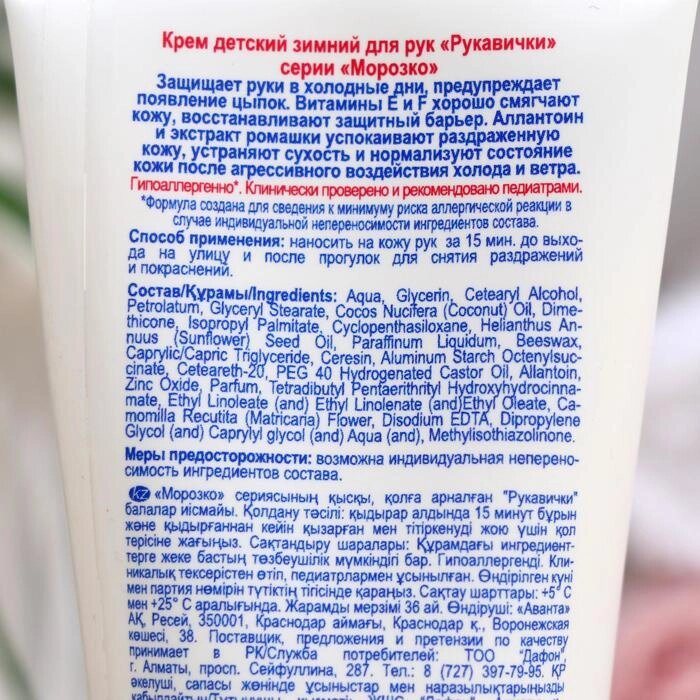 Крем детский зимний для рук «Рукавички»
серии «Морозко»
Защищает руки в холодные дни, предупреждает
появление цыпок. Витамины Е и F хорошо смягчают
кожу, восстанавливают защитный барьер. Аллантоин
и экстракт ромашки успокаивают раздраженную
кожу, устраняют сухость и нормализуют состояние
кожи после агрессивного воздействия холода и ветра.
Гипоаллергенно*. Клинически проверено и рекомендовано педиатрами.
*Формула создана для сведения к минимуму риска аллергической реакции в
случае индивидуальной непереносимости ингредиентов состава.
Способ применения: наносить на кожу рук за 15 мин. до выхо-
да на улицу и после прогулок для снятия раздражений
и покраснений.
Состав/Құрамы/Ingredients: Aqua, Glycerin, Cetearyl Alcohol,
Petrolatum, Glyceryl Stearate, Cocos Nucifera (Coconut) Oil, Dime-
thicone, Isopropyl Palmitate, Cyclopenthasiloxane, Helianthus An-
nuus (Sunflower) Seed Oil, Paraffinum Liquidum, Beeswax,
Caprylic/Capric Triglyceride, Ceresin, Aluminum Starch Octenylsuc-
cinate, Ceteareth-20, PEG 40 Hydrogenated Castor Oil, Allantoin,
Zinc Oxide, Parfum, Tetradibutyl Pentaerithrityl Hydroxyhydrocinna-
mate, Ethyl Linoleate (and) Ethyl Linolenate (and)Ethyl Oleate, Ca-
momilla Recutita (Matricaria) Flower, Disodium EDTA, Dipropylene
Glycol (and) Caprylyl glycol (and) Aqua (and), Methylisothiazolinone.
Меры предосторожности: возможна индивидуальная неперено-
симость ингредиентов состава.
KZ «Морозко» сериясының қысқы, қолға арналған "Рукавички"
балалар иісмайы. Қолдану тәсілі: қыдырар алдында 15 минут бұрын
және қыдырғаннан кейін қызарған мен тітіркенуді жою үшін қол
терісіне жағыңыз. Сақтандыру шаралары: Құрамдағы ингредиент-
терге жеке бастың төзбеушілік мүмкіндігі бар. Гипоаллергенді. Кли-
никалық тексерістен өтіп, педиатрлармен ұсынылған. Өндірілген күні
мен партия нөмірін түтіктің тігісінде қараңыз. Сақтау шарттары: +5° С
мен +25° С аралығында. Жарамды мерзімі 36 ай. Өндіруші: «Аванта»
АҚ, Ресей, 350001, Краснодар аймағы, Краснодар қ., Воронежская
көшесі, 38. Поставщик, предложения и претензии по качеству
принимает в РК/Служба потребителей: ТОО "Дафон",
г. Алматы, просп. Сейфуллина, 287. Тел.: 8 (727) 397-79-95. ҚР
әкелуші, сапасы жөнінде ұсыныстар мен наразылықтарыңызды